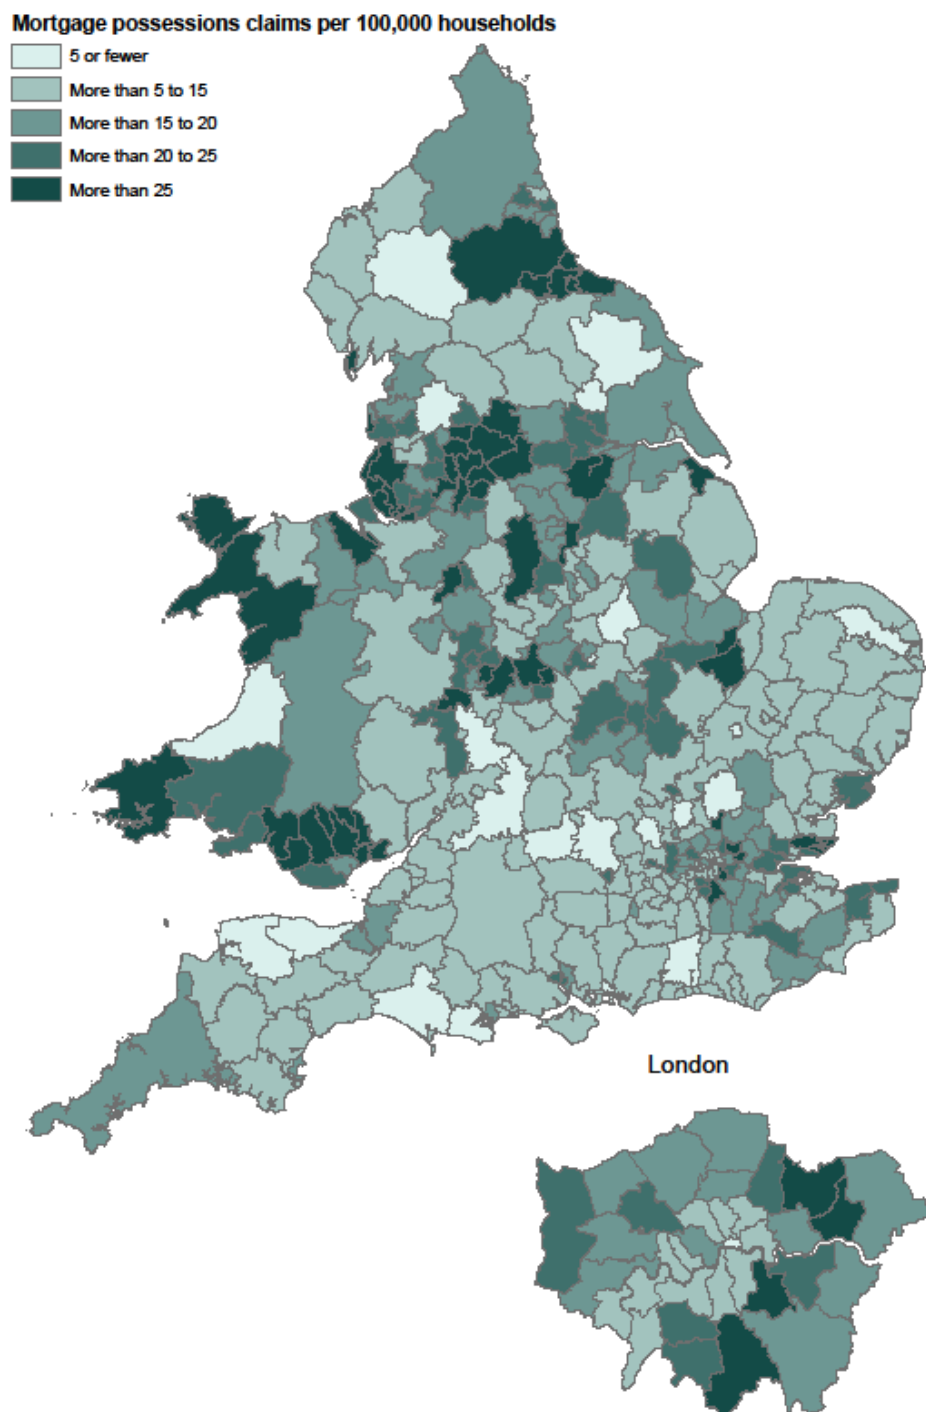 Mortgage possessions claims per 100,000 households
5 or fewer
More than 5 to 15
More than 15 to 20
More than 20 to 25
More than 25
London